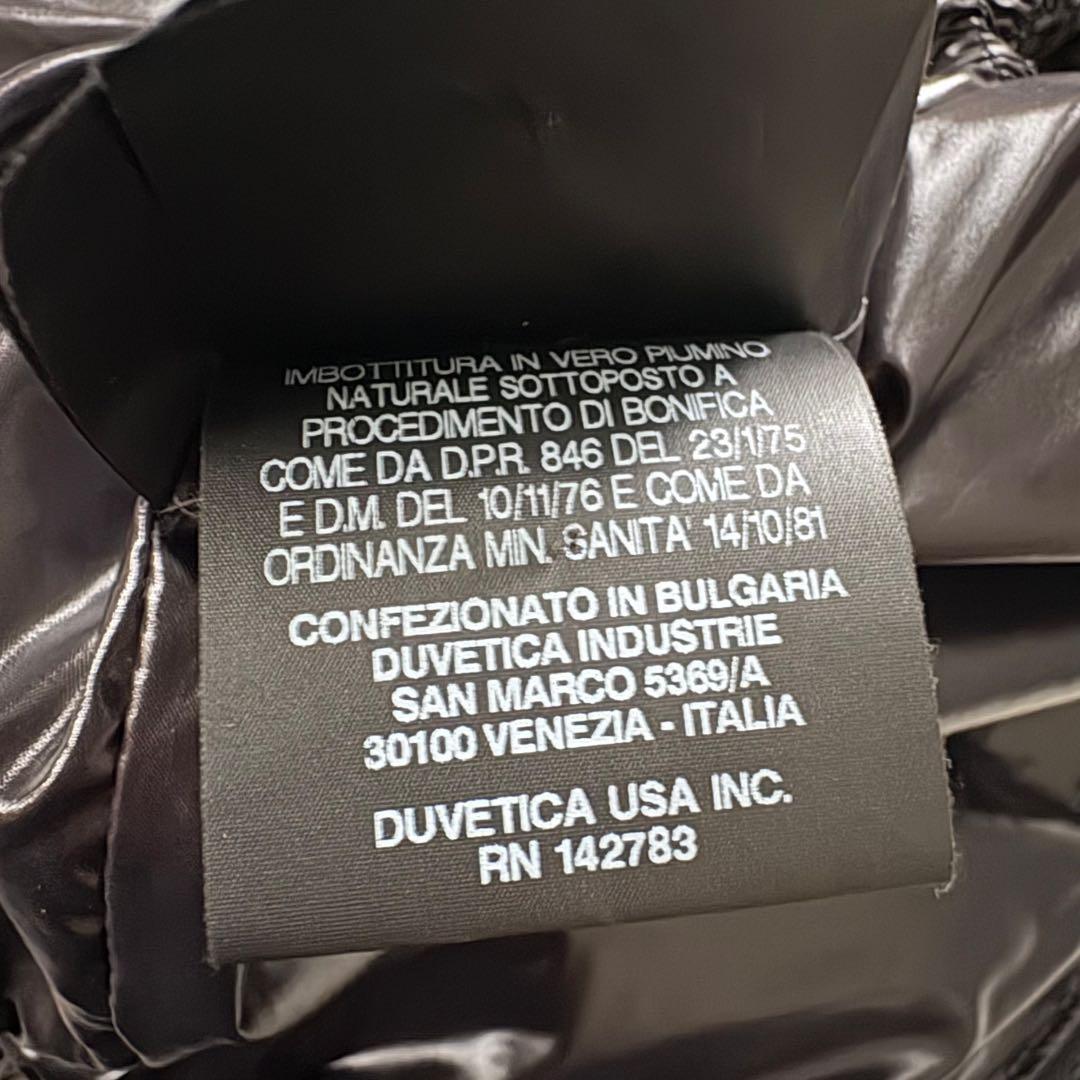 IMBOTTITURA IN VERO PIUMINO
NATURALE SOTTOPOSTO A
PROCEDIMENTO DI BONIFICA
COME DA D.P.R. 846 DEL 23/1/75
E D.M. DEL 10/11/76 E COME DA
ORDINANZA MIN. SANITA' 14/10/81
CONFEZIONATO IN BULGARIA
DUVETICA INDUSTRIE
SAN MARCO 5369/A
30100 VENEZIA - ITALIA
DUVETICA USA INC.
RN 142783